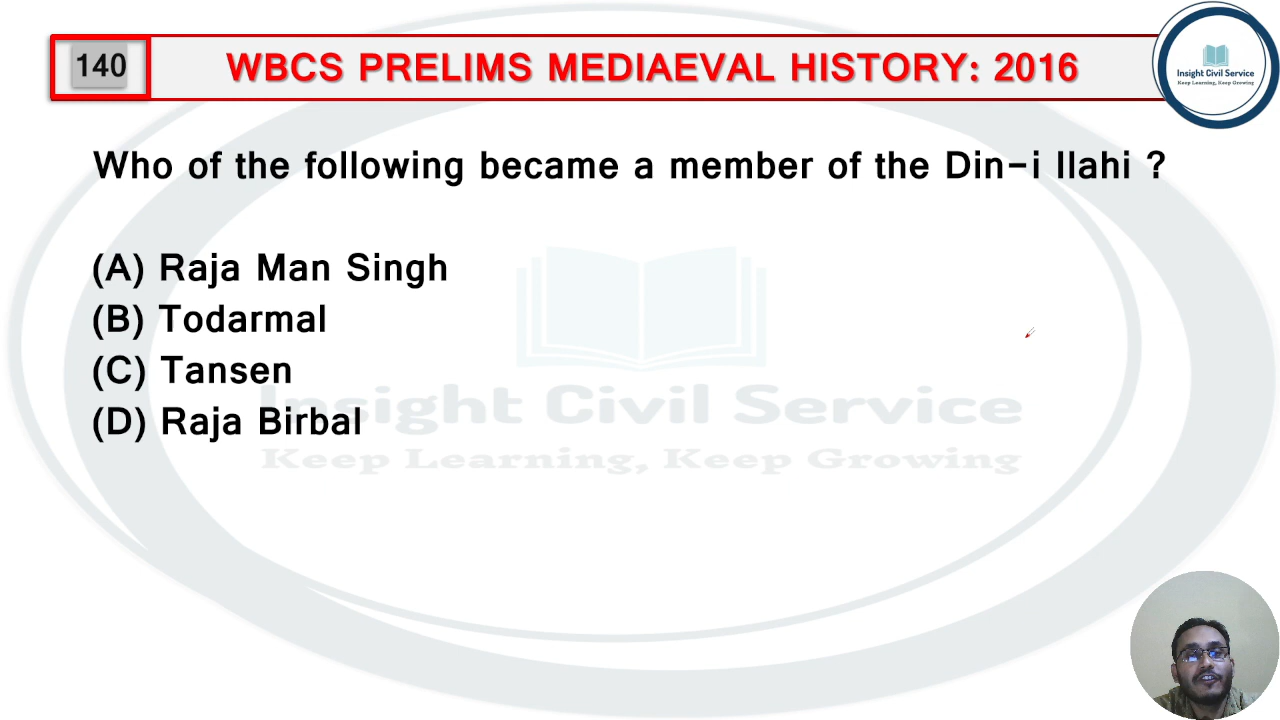 140
WBCS PRELIMS MEDIAEVAL HISTORY: 2016
Insight Civil Service
Keep Learning, Keep Growing
Who of the following became a member of the Din-i Ilahi ?
(A) Raja Man Singh
(B) Todarmal
(C) Tansen
(D) Raja Birbal
Insight Civil Service
Keep Learning, Keep Growing